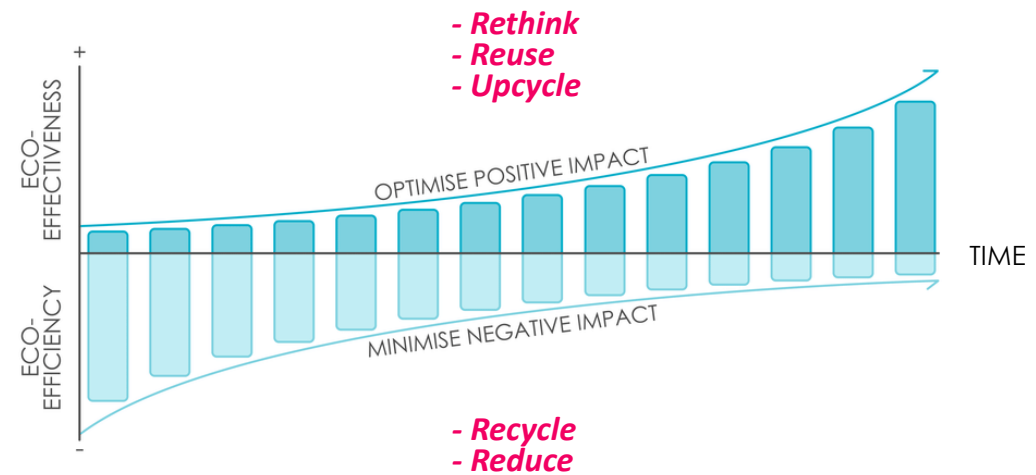 - Rethink
- Reuse
- Upcycle
+
ECO-
EFFECTIVENESS
OPTIMISE POSITIVE IMPACT
TIME
ECO-
EFFICIENCY
MINIMISE NEGATIVE IMPACT
-
- Recycle
- Reduce